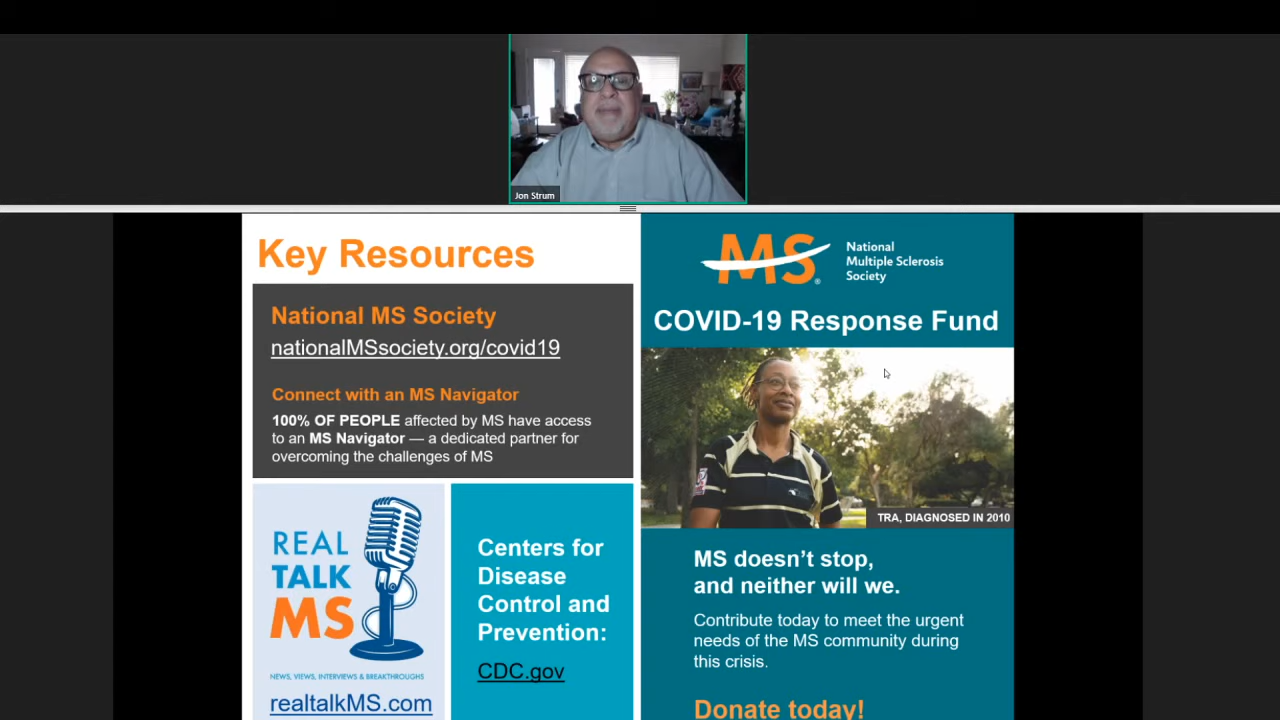 Jon Strum
Key Resources
National MS Society
nationalMSsociety.org/covid19
Connect with an MS Navigator
100% OF PEOPLE affected by MS have access
to an MS Navigator — a dedicated partner for
overcoming the challenges of MS
REAL
TALK
MS
NEWS, VIEWS, INTERVIEWS & BREAKTHROUGHS
realtalkMS.com
Centers for
Disease
Control and
Prevention:
CDC.gov
MS®
National
Multiple Sclerosis
Society
COVID-19 Response Fund
TRA, DIAGNOSED IN 2010
MS doesn’t stop,
and neither will we.
Contribute today to meet the urgent
needs of the MS community during
this crisis.
Donate today!